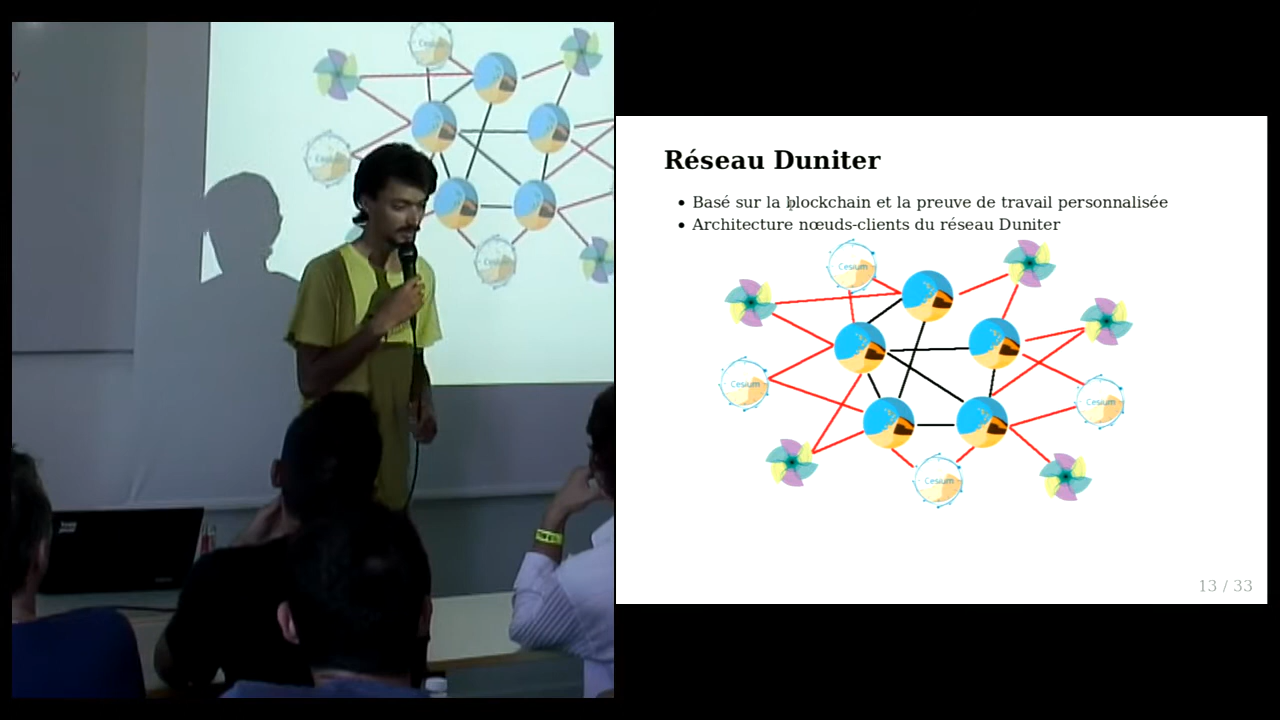 Réseau Duniter
• Basé sur la blockchain et la preuve de travail personnalisée
• Architecture nœuds-clients du réseau Duniter
Cesium
Cesium
Cesium
Cesium
13 / 33
y